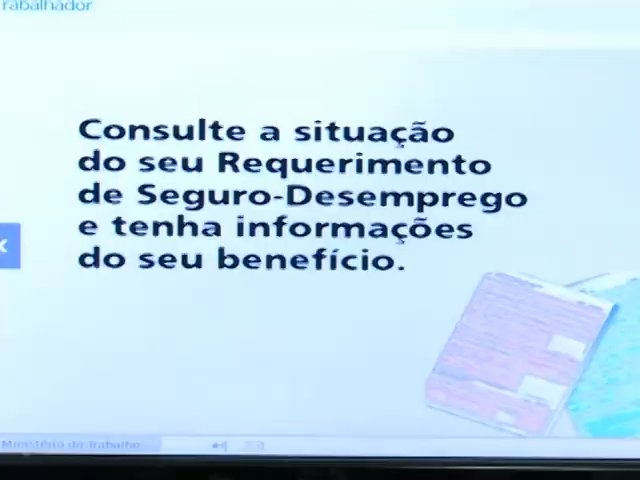 rabalhador
Consulte a situação
do seu Requerimento
de Seguro-Desemprego
e tenha informações
do seu benefício.
Ministério do Trabalho